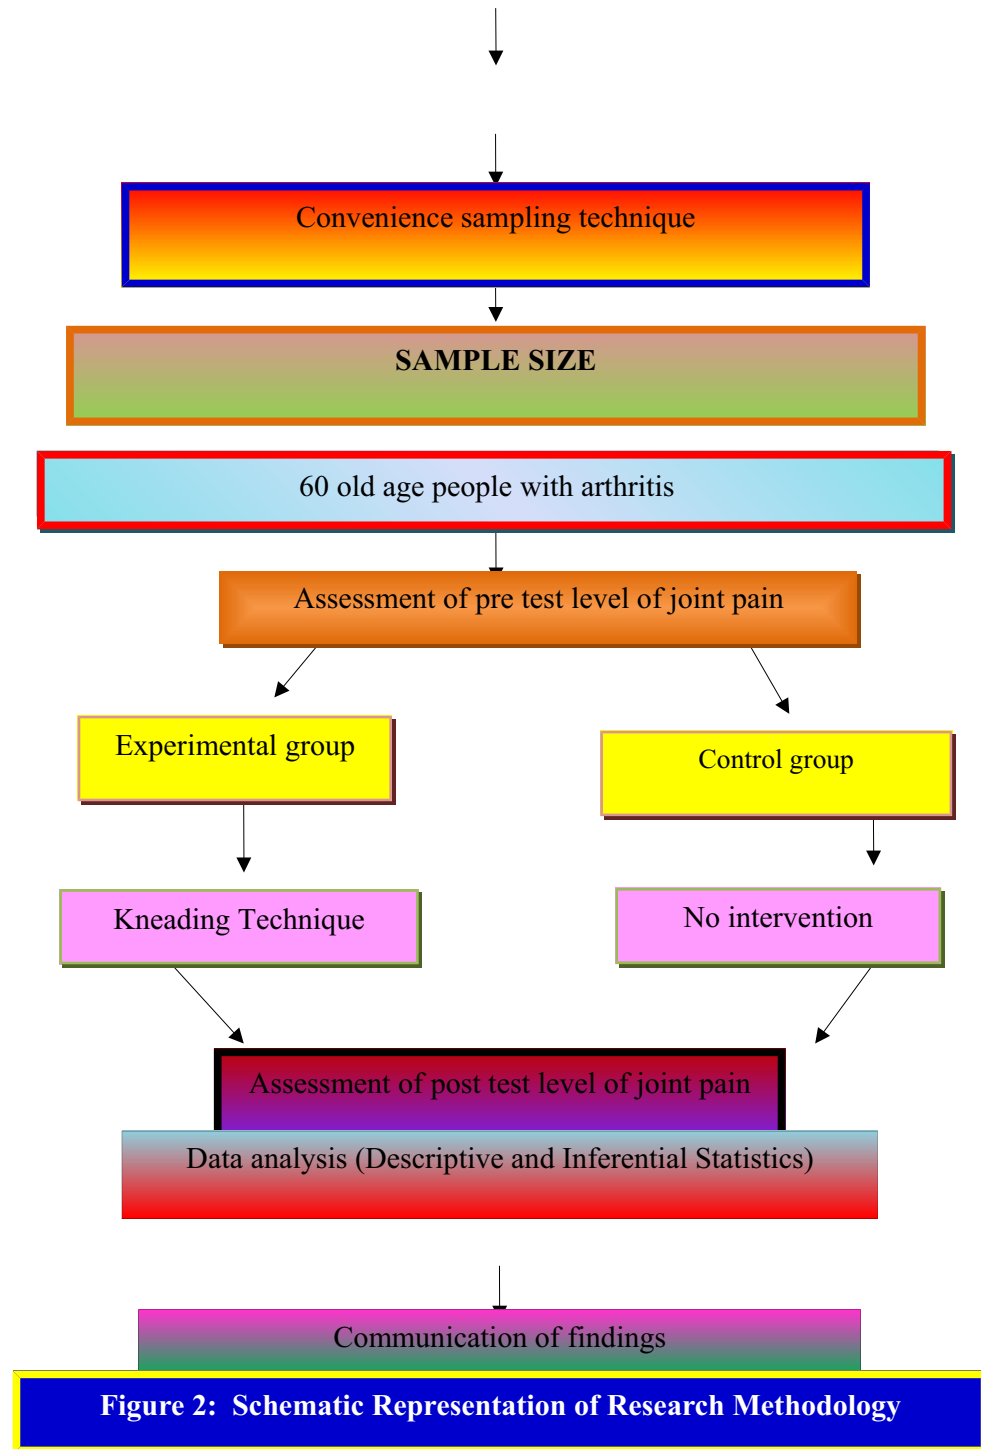 Convenience sampling technique
SAMPLE SIZE
60 old age people with arthritis
Assessment of pre test level of joint pain
Experimental group
Control group
Kneading Technique
No intervention
Assessment of post test level of joint pain
Data analysis (Descriptive and Inferential Statistics)
Communication of findings
Figure 2:  Schematic Representation of Research Methodology